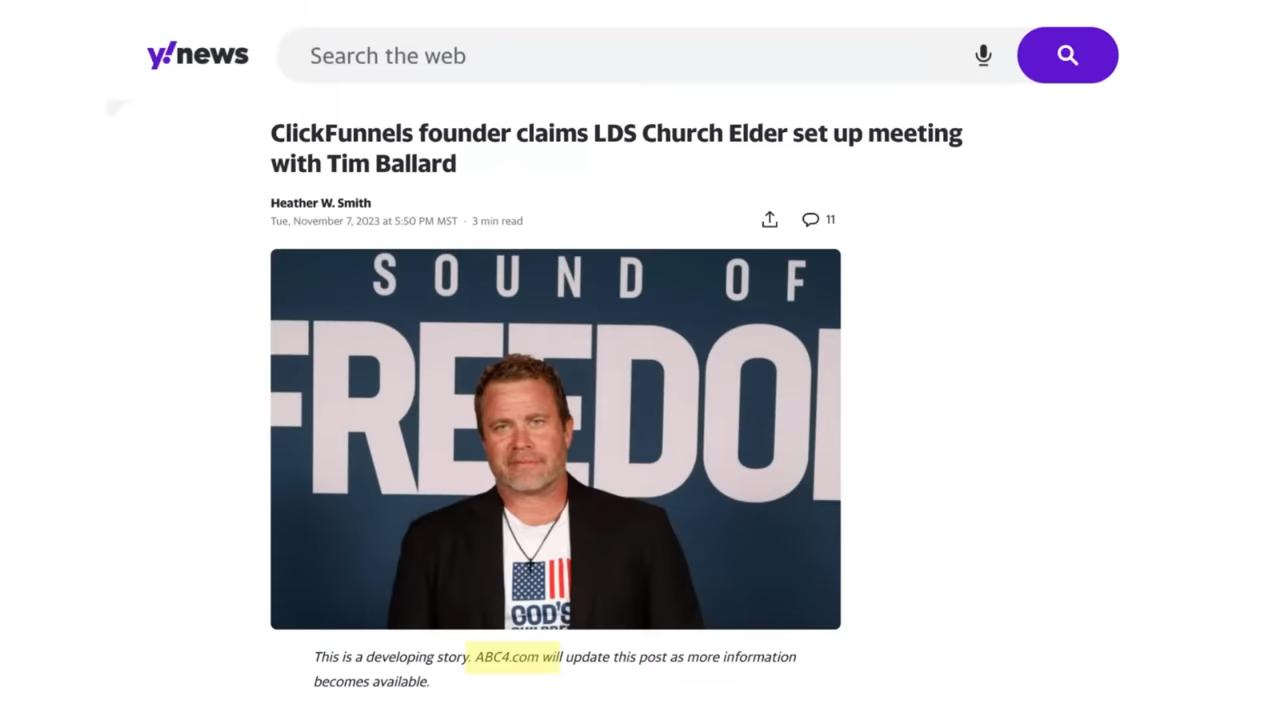 y!news
Search the web
ClickFunnels founder claims LDS Church Elder set up meeting
with Tim Ballard
Heather W. Smith
Tue, November 7, 2023 at 5:50 PM MST · 3 min read
11
SOUND OF
FREEDO
GOD'S
This is a developing story. ABC4.com will update this post as more information
becomes available.